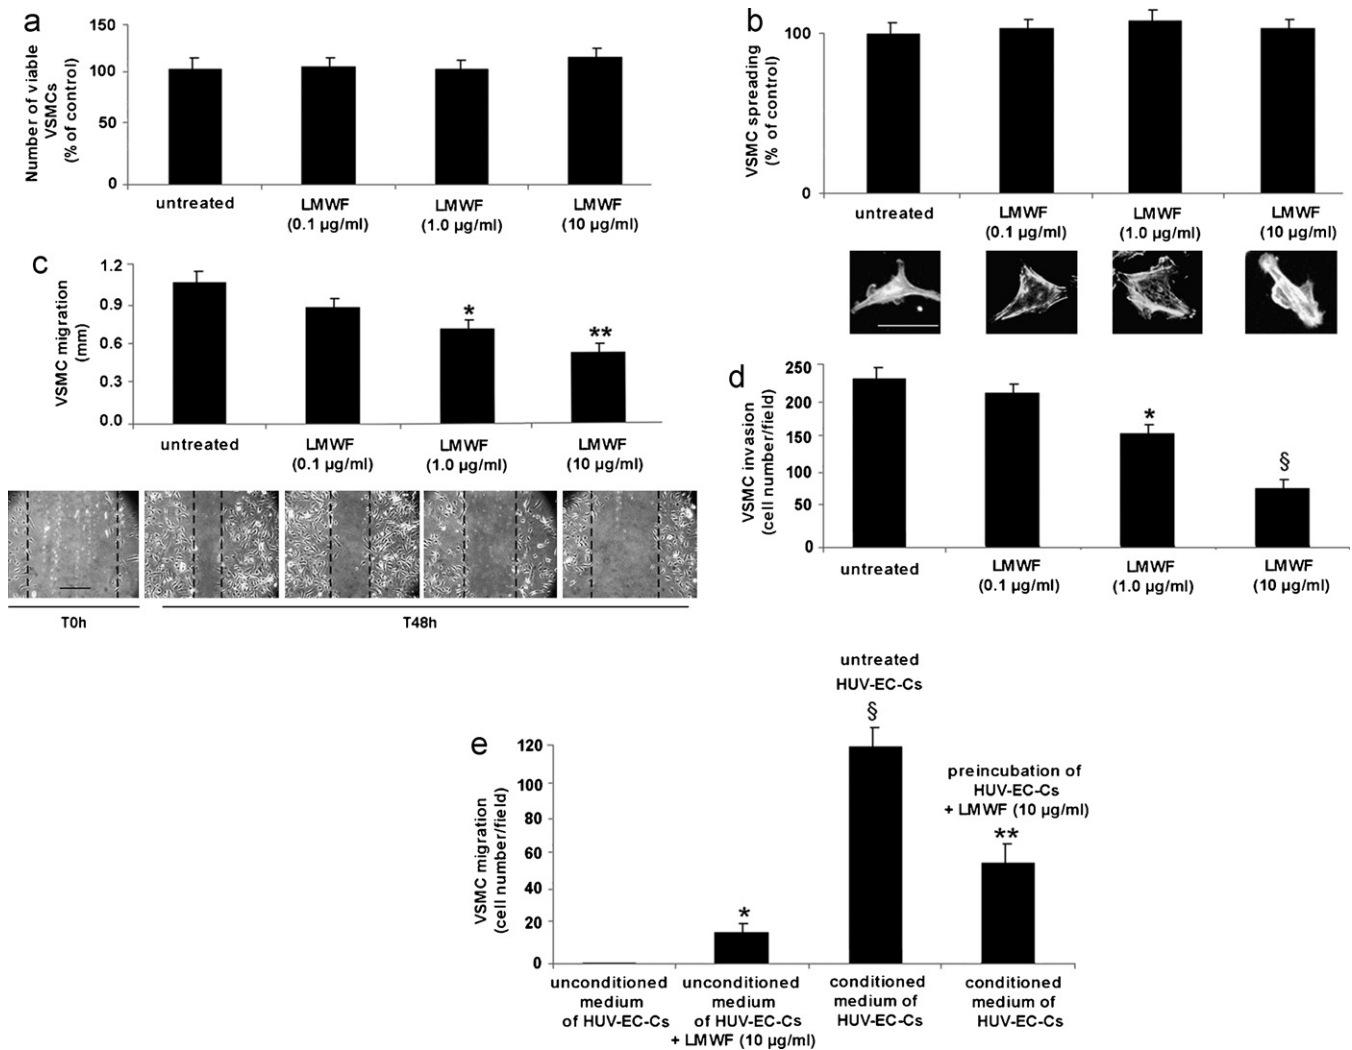 a
Number of viable
VSMCs
(% of control)
150
100
50
0
untreated
LMWF
(0.1 µg/ml)
LMWF
(1.0 µg/ml)
LMWF
(10 µg/ml)
b
VSMC spreading
(% of control)
100
0
untreated
LMWF
(0.1 µg/ml)
LMWF
(1.0 µg/ml)
LMWF
(10 µg/ml)
c
VSMC migration
(mm)
1.2
0.9
0.6
0.3
0.0
*
**
untreated
LMWF
(0.1 µg/ml)
LMWF
(1.0 µg/ml)
LMWF
(10 µg/ml)
T0h
T48h
d
VSMC invasion
(cell number/field)
250
200
150
100
50
0
*
§
untreated
LMWF
(0.1 µg/ml)
LMWF
(1.0 µg/ml)
LMWF
(10 µg/ml)
e
VSMC migration
(cell number/field)
120
100
80
60
40
20
0
*
untreated
HUV-EC-Cs
§
preincubation of
HUV-EC-Cs
+ LMWF (10 µg/ml)
**
unconditioned
medium
of HUV-EC-Cs
unconditioned
medium
of HUV-EC-Cs
+ LMWF (10 µg/ml)
conditioned
medium of
HUV-EC-Cs
conditioned
medium of
HUV-EC-Cs